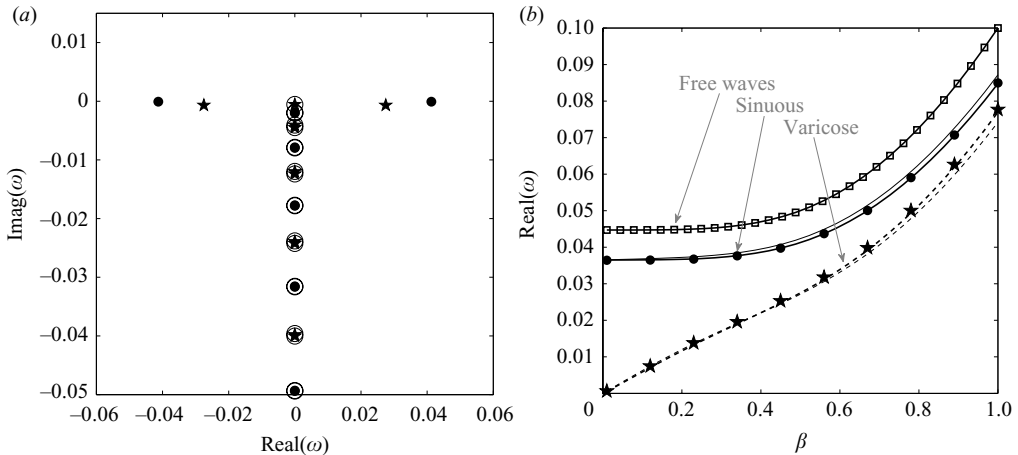 (a)
0.01
0
−0.01
−0.02
−0.03
−0.04
−0.05
Imag(ω)
−0.06 −0.04 −0.02 0 0.02 0.04 0.06
Real(ω)
(b)
0.10
0.09
0.08
0.07
0.06
0.05
0.04
0.03
0.02
0.01
Real(ω)
Free waves
Sinuous
Varicose
0 0.2 0.4 0.6 0.8 1.0
β